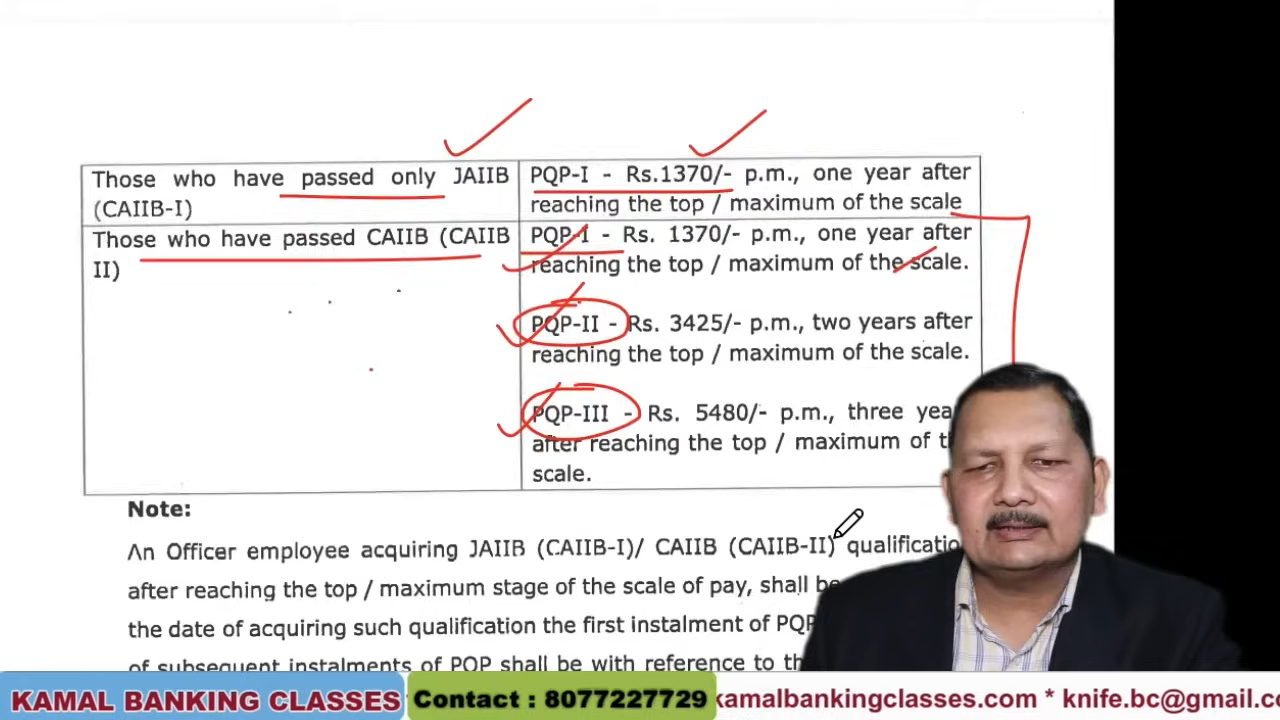 Those who have passed only JAIIB
(CAIIB-I)
PQP-I - Rs.1370/- p.m., one year after
reaching the top / maximum of the scale
Those who have passed CAIIB (CAIIB
II)
PQP-I - Rs. 1370/- p.m., one year after
reaching the top / maximum of the scale.
PQP-II - Rs. 3425/- p.m., two years after
reaching the top / maximum of the scale.
PQP-III - Rs. 5480/- p.m., three
after reaching the top / maximum of
scale.
Note:
An Officer employee acquiring JAIIB (CAIIB-I)/ CAIIB (CAIIB-II)
after reaching the top / maximum stage of the scale of pay, shall be
the date of acquiring such qualification the first instalment of PQP
of subsequent instalments of PQP shall be with reference to
KAMAL BANKING CLASSES
Contact : 8077227729
kamalbankingclasses.com * knife.bc@gmail.co